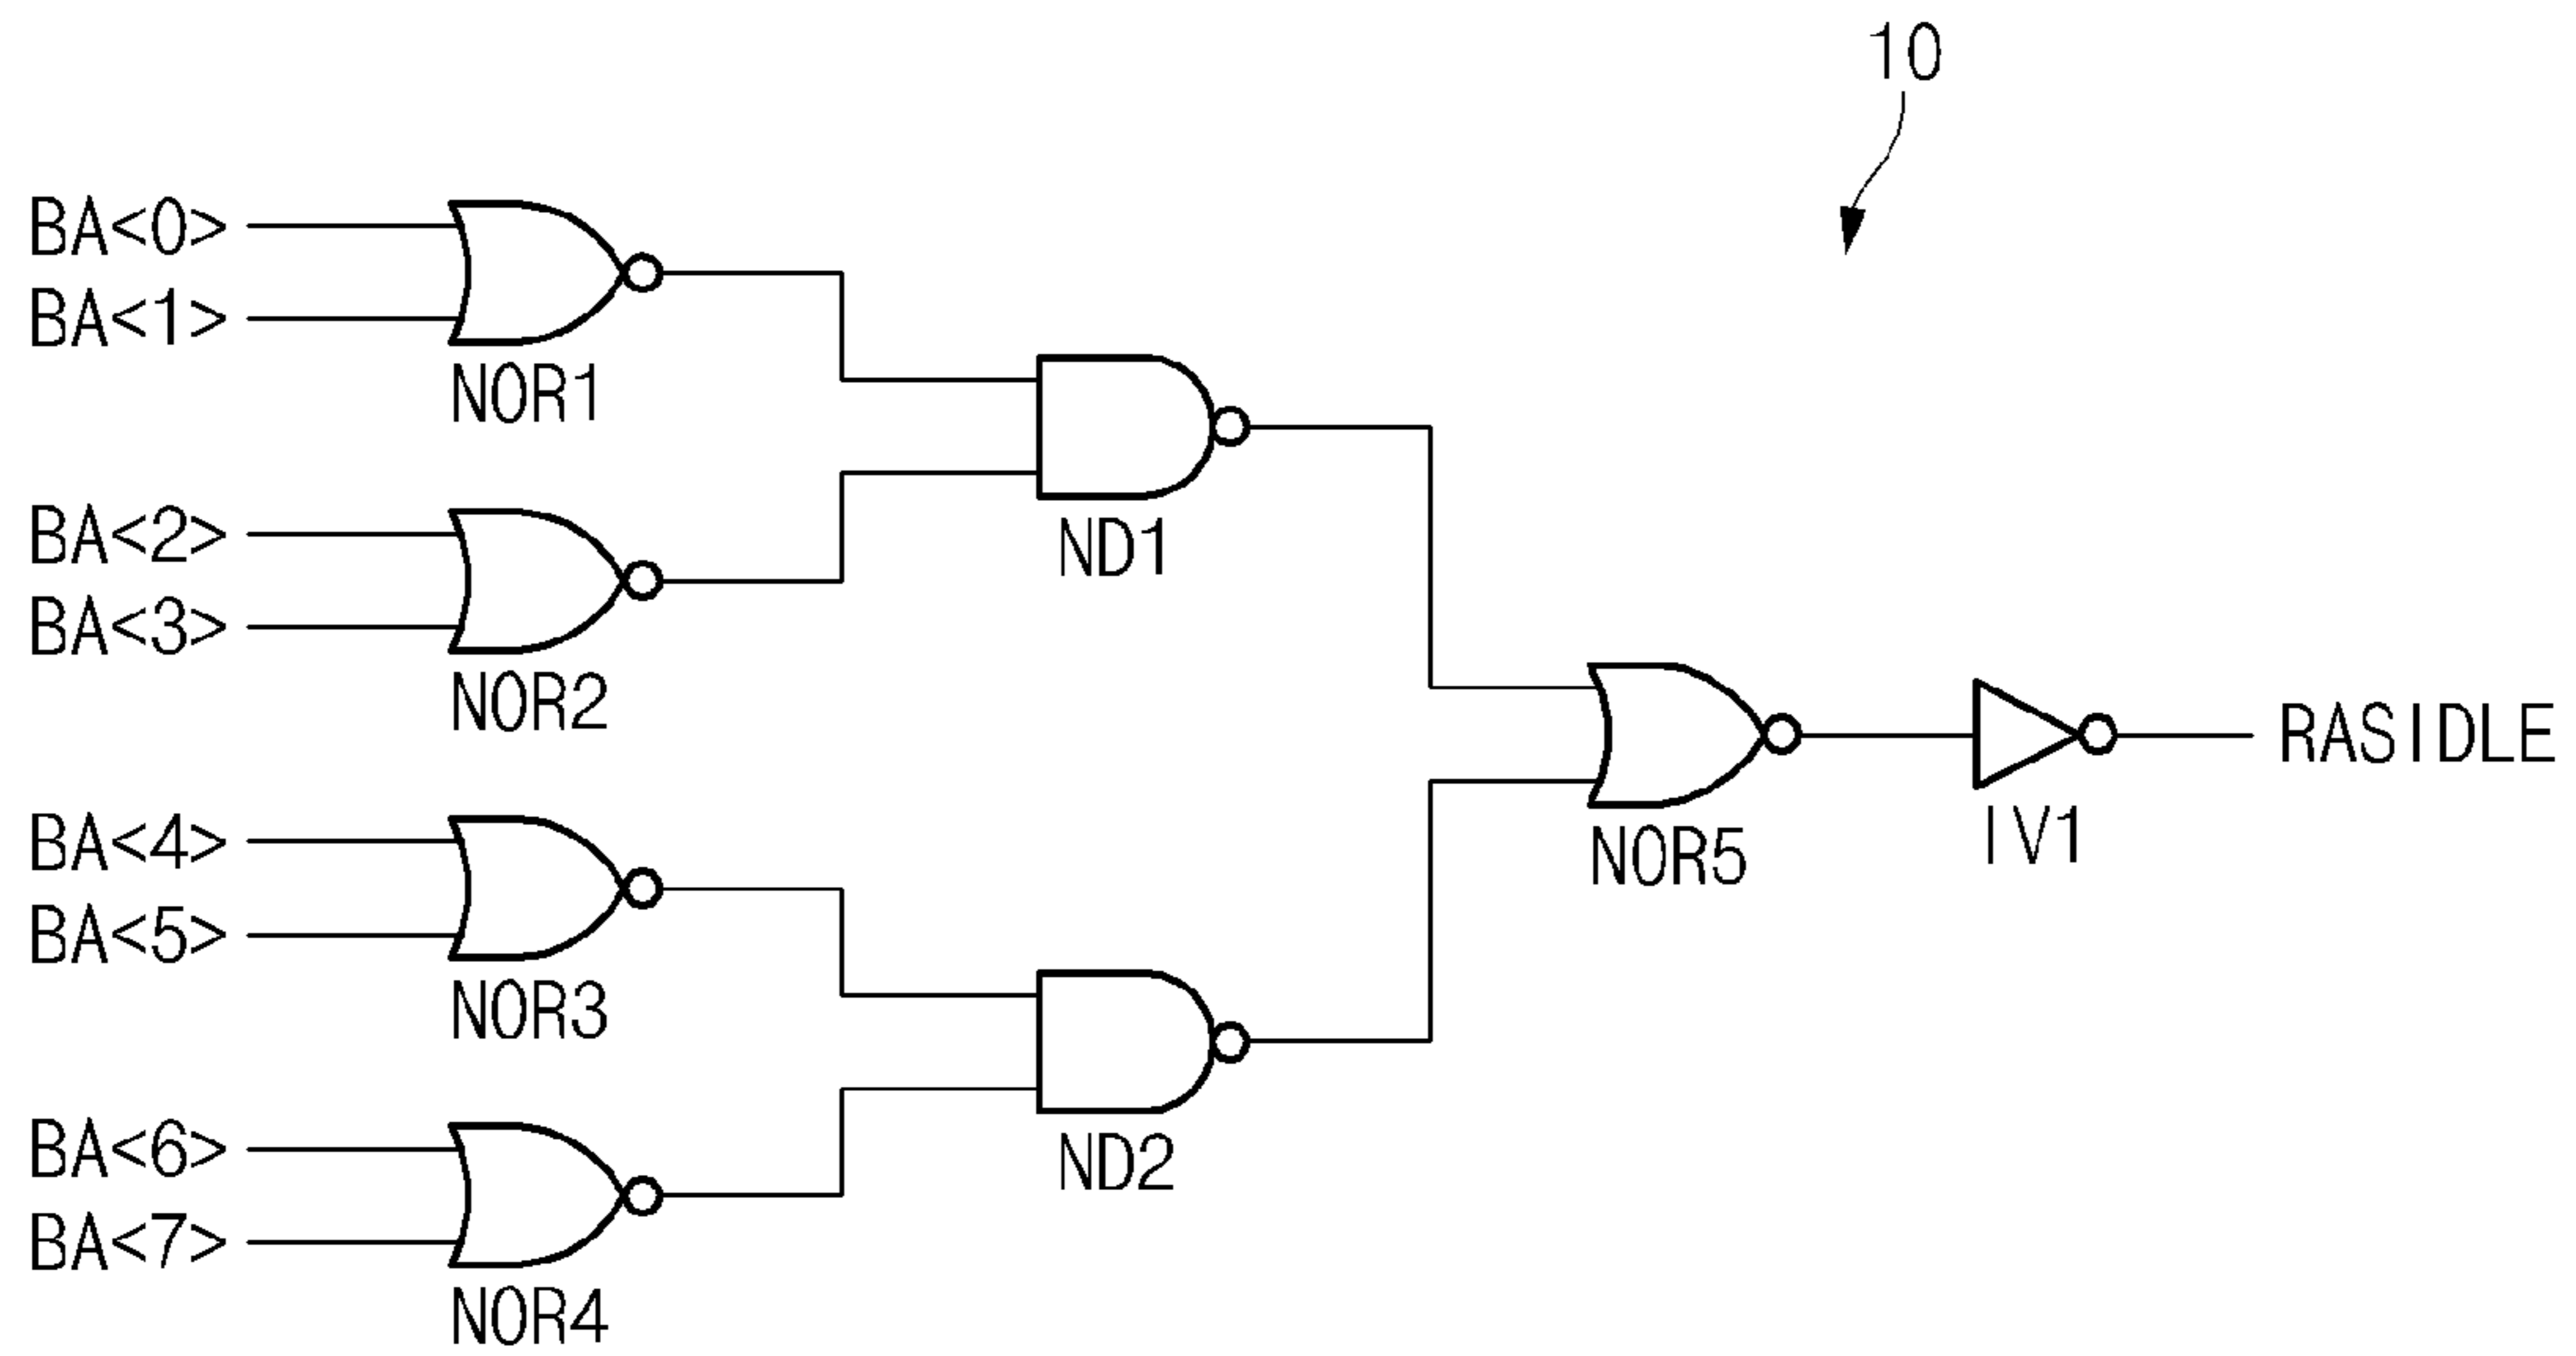 10
BA<0>
BA<1>
NOR1
BA<2>
BA<3>
NOR2
ND1
BA<4>
BA<5>
NOR3
BA<6>
BA<7>
NOR4
ND2
NOR5
IV1
RASIDLE